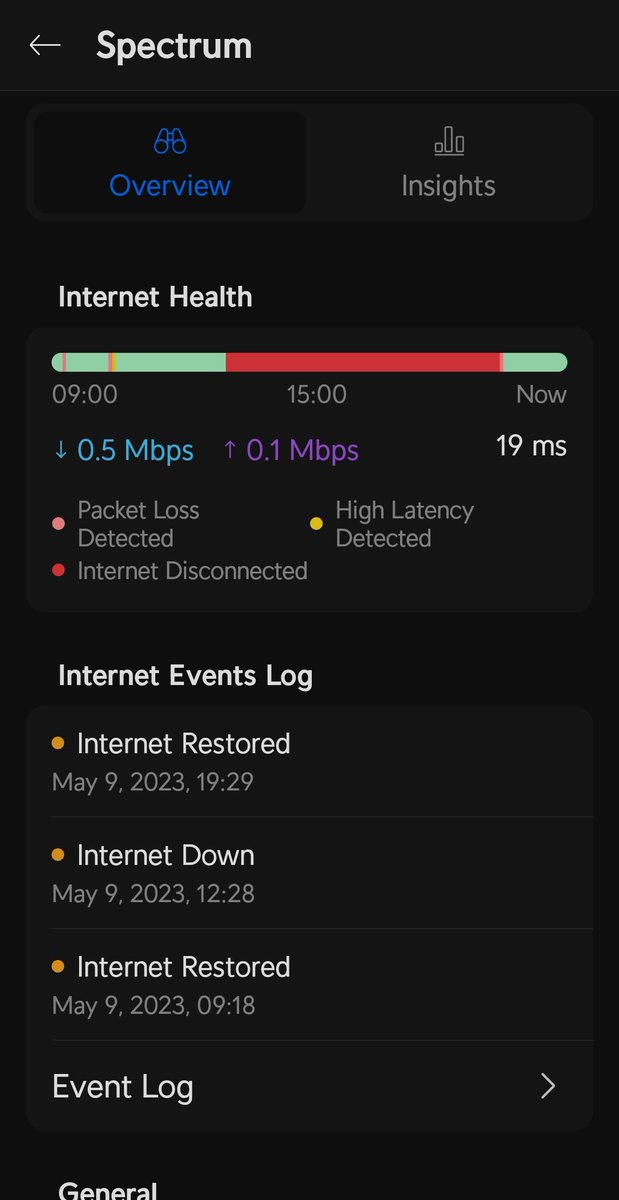 Spectrum
Overview
Insights
Internet Health
09:00 15:00 Now
↓ 0.5 Mbps ↑ 0.1 Mbps 19 ms
Packet Loss
Detected
High Latency
Detected
Internet Disconnected
Internet Events Log
Internet Restored
May 9, 2023, 19:29
Internet Down
May 9, 2023, 12:28
Internet Restored
May 9, 2023, 09:18
Event Log
General